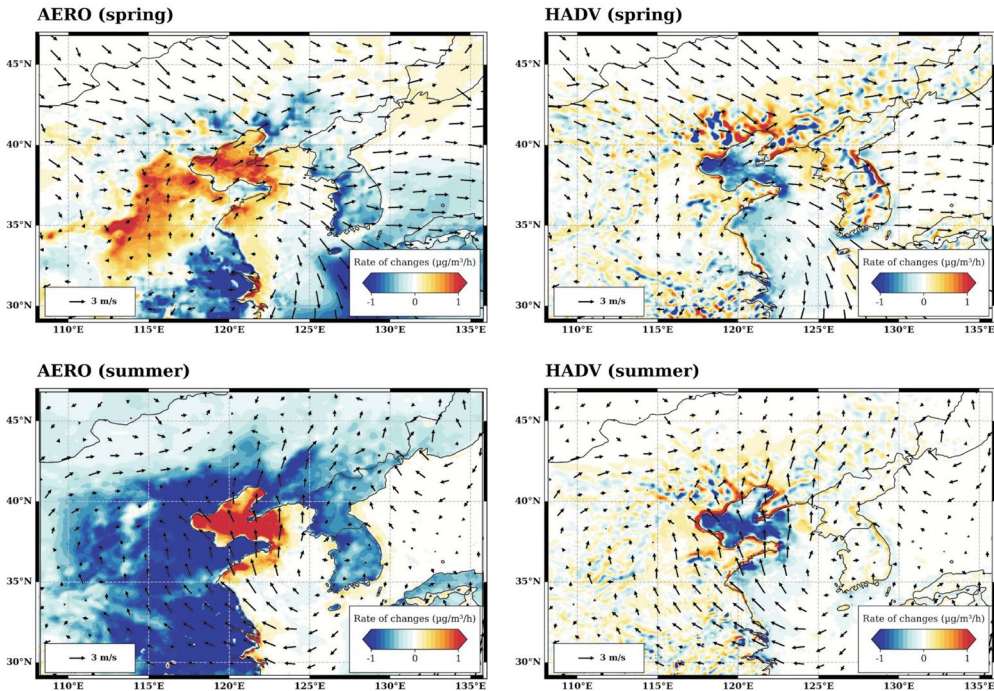 AERO (spring)
HADV (spring)
45°N
40°N
35°N
30°N
Rate of changes (μg/m³/h)
-1 0 1
3 m/s
110°E 115°E 120°E 125°E 130°E 135°E
45°N
40°N
35°N
30°N
Rate of changes (μg/m³/h)
-1 0 1
3 m/s
110°E 115°E 120°E 125°E 130°E 135°E
AERO (summer)
HADV (summer)
45°N
40°N
35°N
30°N
Rate of changes (μg/m³/h)
-1 0 1
3 m/s
110°E 115°E 120°E 125°E 130°E 135°E
45°N
40°N
35°N
30°N
Rate of changes (μg/m³/h)
-1 0 1
3 m/s
110°E 115°E 120°E 125°E 130°E 135°E